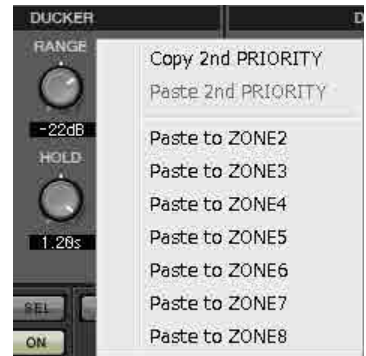 DUCKER
D
RANGE
-22dB
HOLD
1.20s
SEL
ON
Copy 2nd PRIORITY
Paste 2nd PRIORITY
Paste to ZONE2
Paste to ZONE3
Paste to ZONE4
Paste to ZONE5
Paste to ZONE6
Paste to ZONE7
Paste to ZONE8